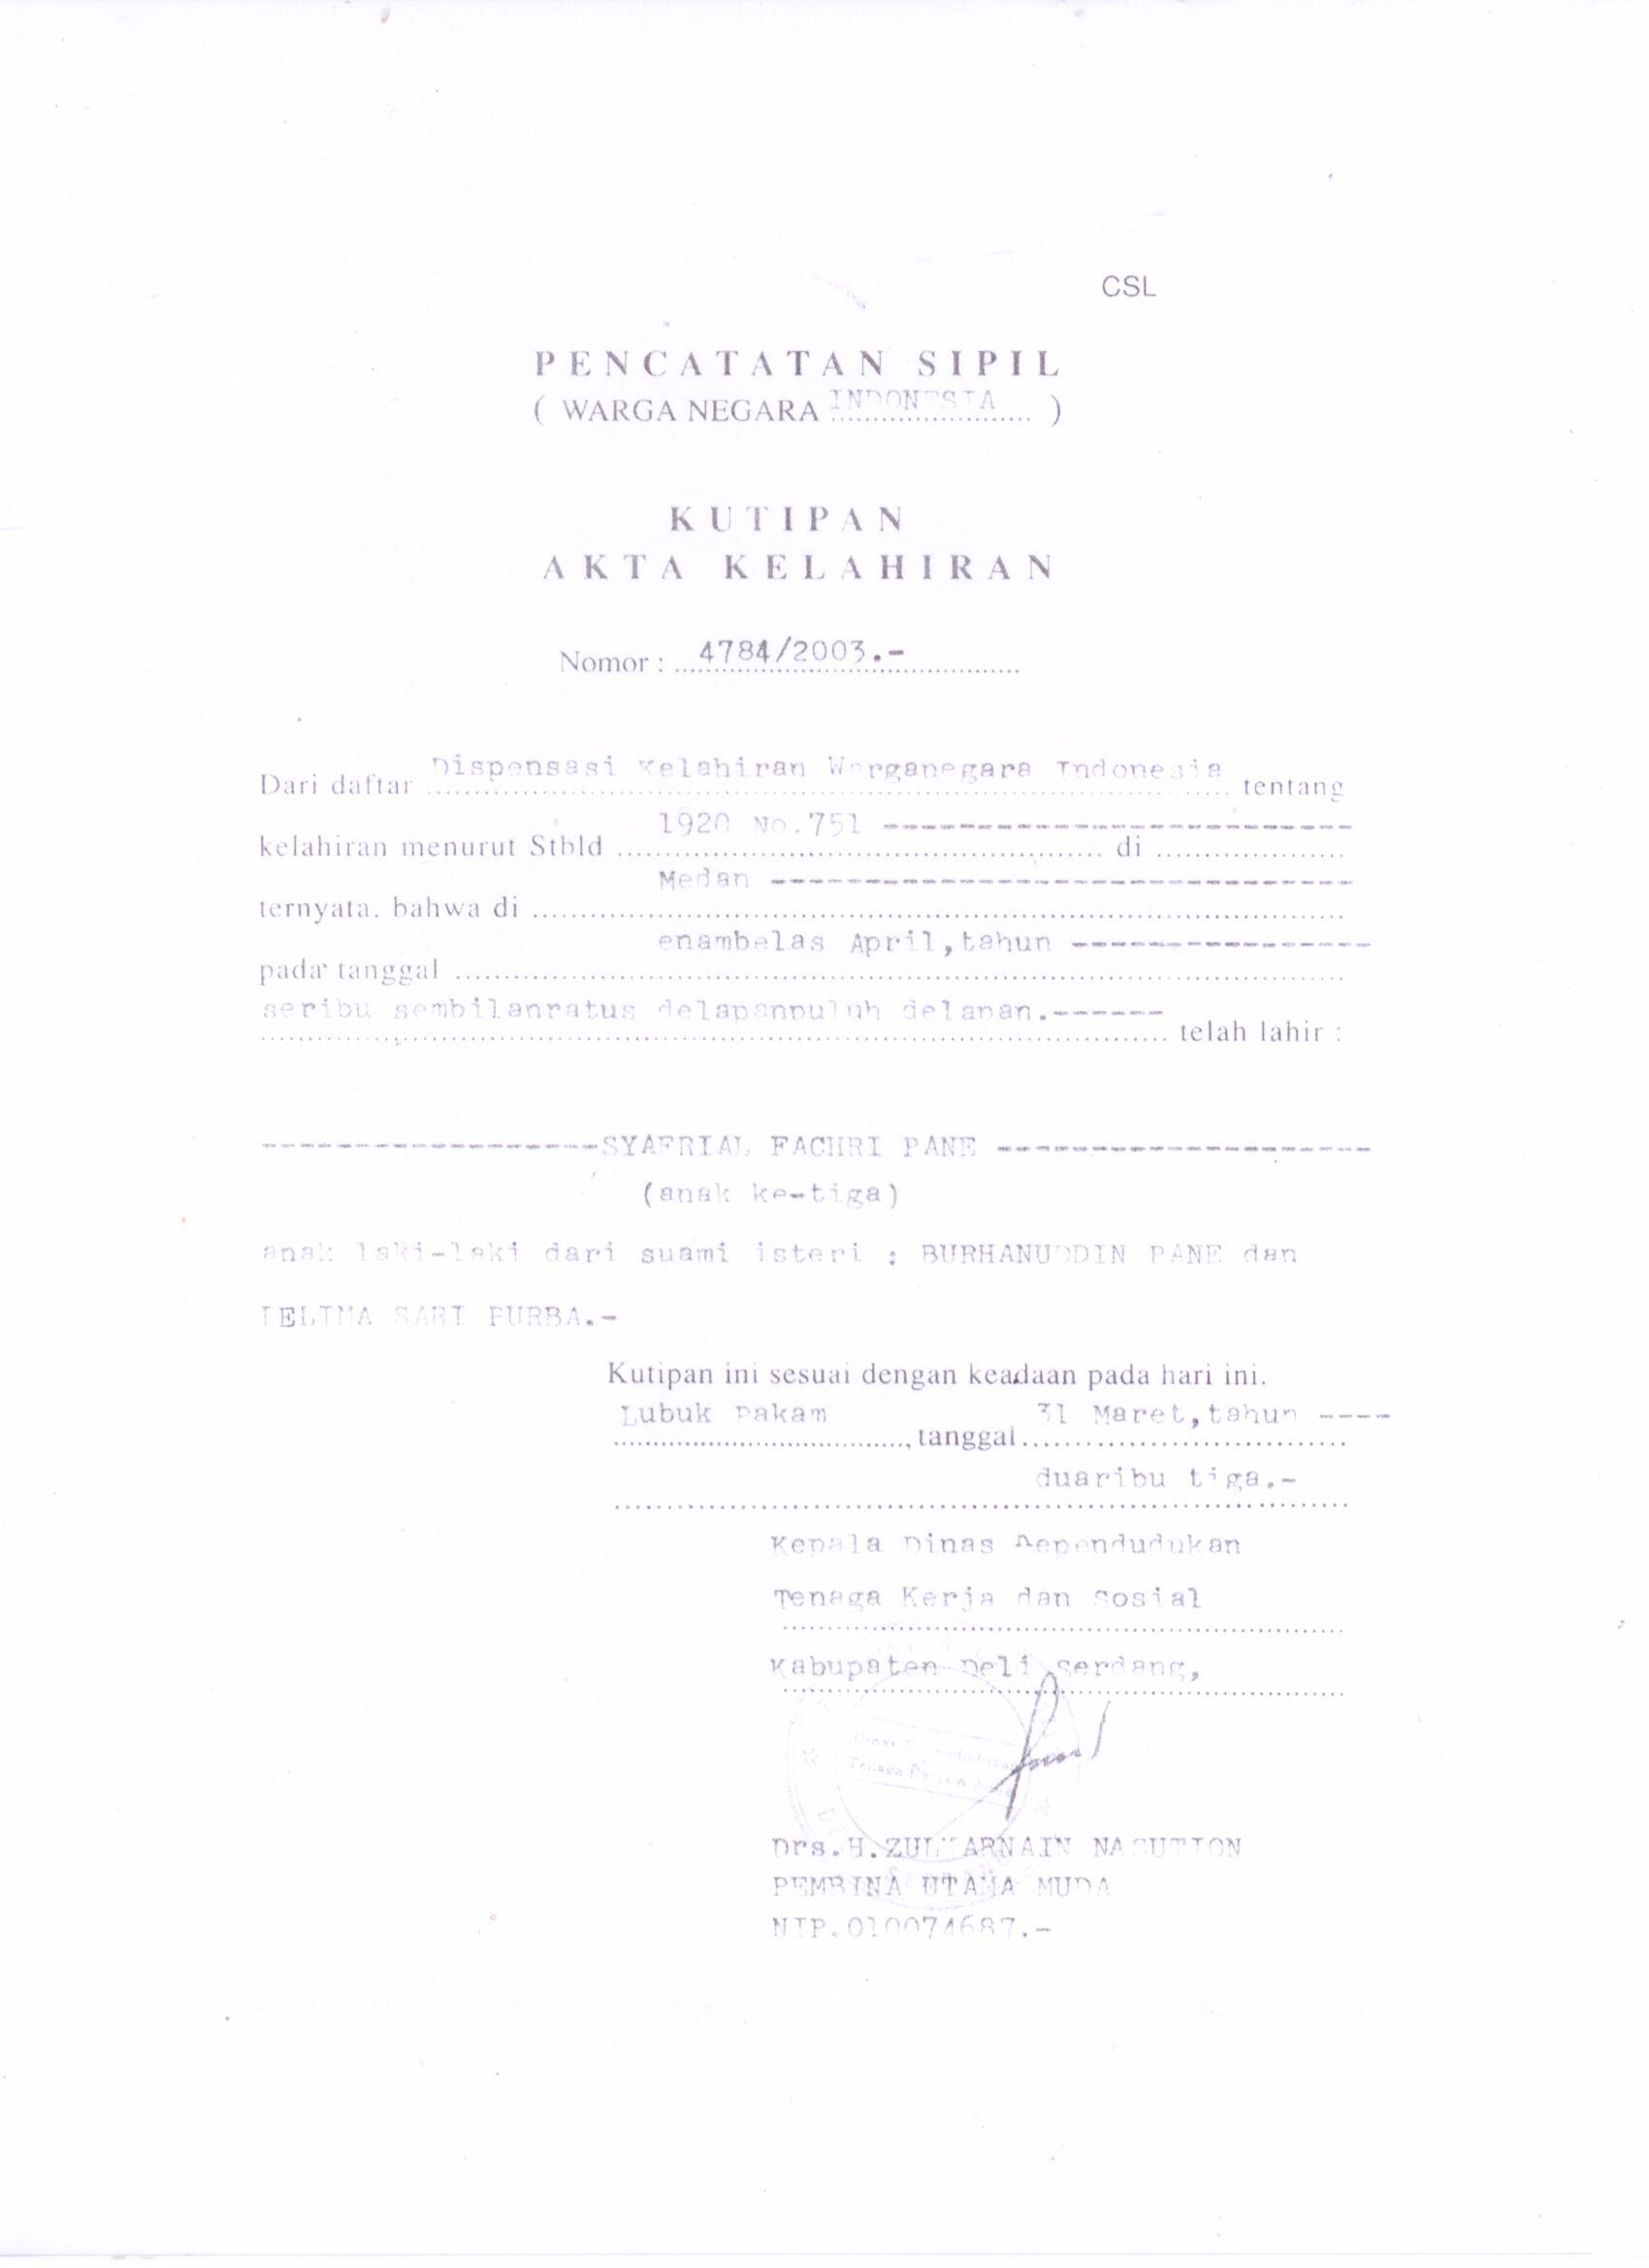 CSL
PENCATATAN SIPIL
( WARGA NEGARA INDONESIA )
KUTIPAN
AKTA KELAHIRAN
Nomor : 4784/2003.-
Dari daftar Dispensasi Kelahiran Warganegara Indonesia tentang
kelahiran menurut Stbld 1920 No.751 ------------------------- di
ternyata, bahwa di Medan -------------------------------
pada tanggal enambelas April,tahun ----------------
seribu sembilanratus delapanpuluh delapan.------ telah lahir :
------------------SYAFRIAL FACHRI PANE --------------------
(anak ke-tiga)
anak laki-laki dari suami isteri : BURHANUDDIN PANE dan
SARI PURBA.-
Kutipan ini sesuai dengan keadaan pada hari ini.
Lubuk Pakam, tanggal 31 Maret,tahun ----
duaribu tiga.-
Kepala Dinas
Tenaga Kerja dan Sosial
Kabupaten Deli Serdang,
Dinas
Tenaga Kerja &
Drs.H.ZULKARNAIN NASUTION
PEMBINA UTAMA MUDA
NIP.010074687.-